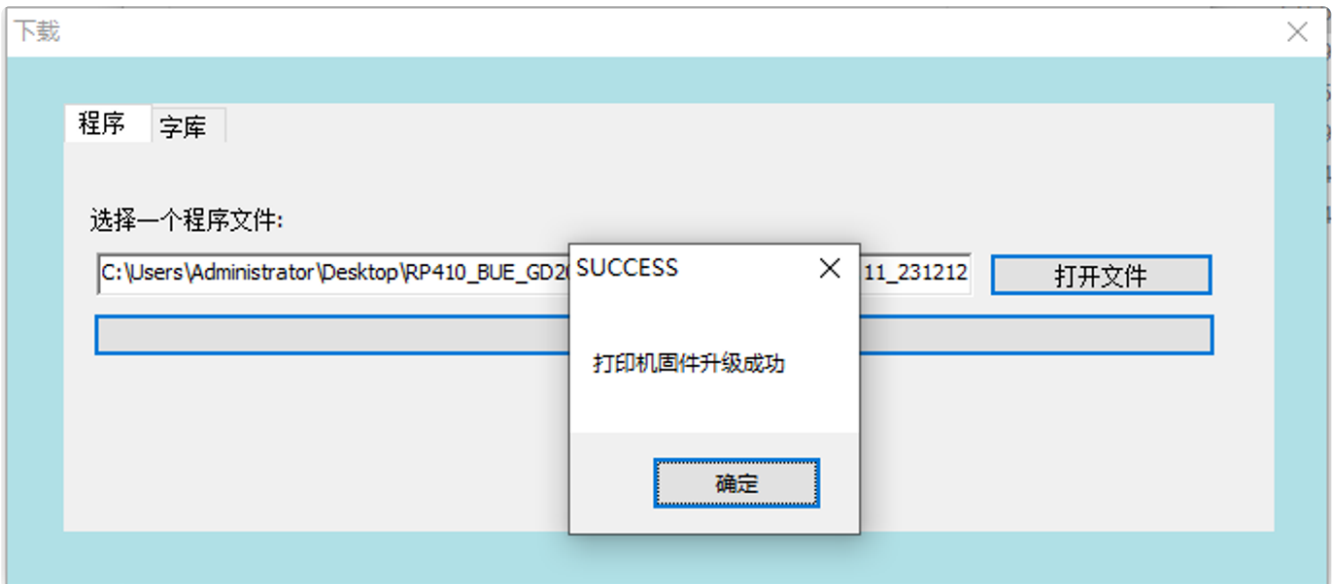 下载
程序
字库
选择一个程序文件:
C:\Users\Administrator\Desktop\RP410_BUE_GD20
11_231212
打开文件
SUCCESS
打印机固件升级成功
确定